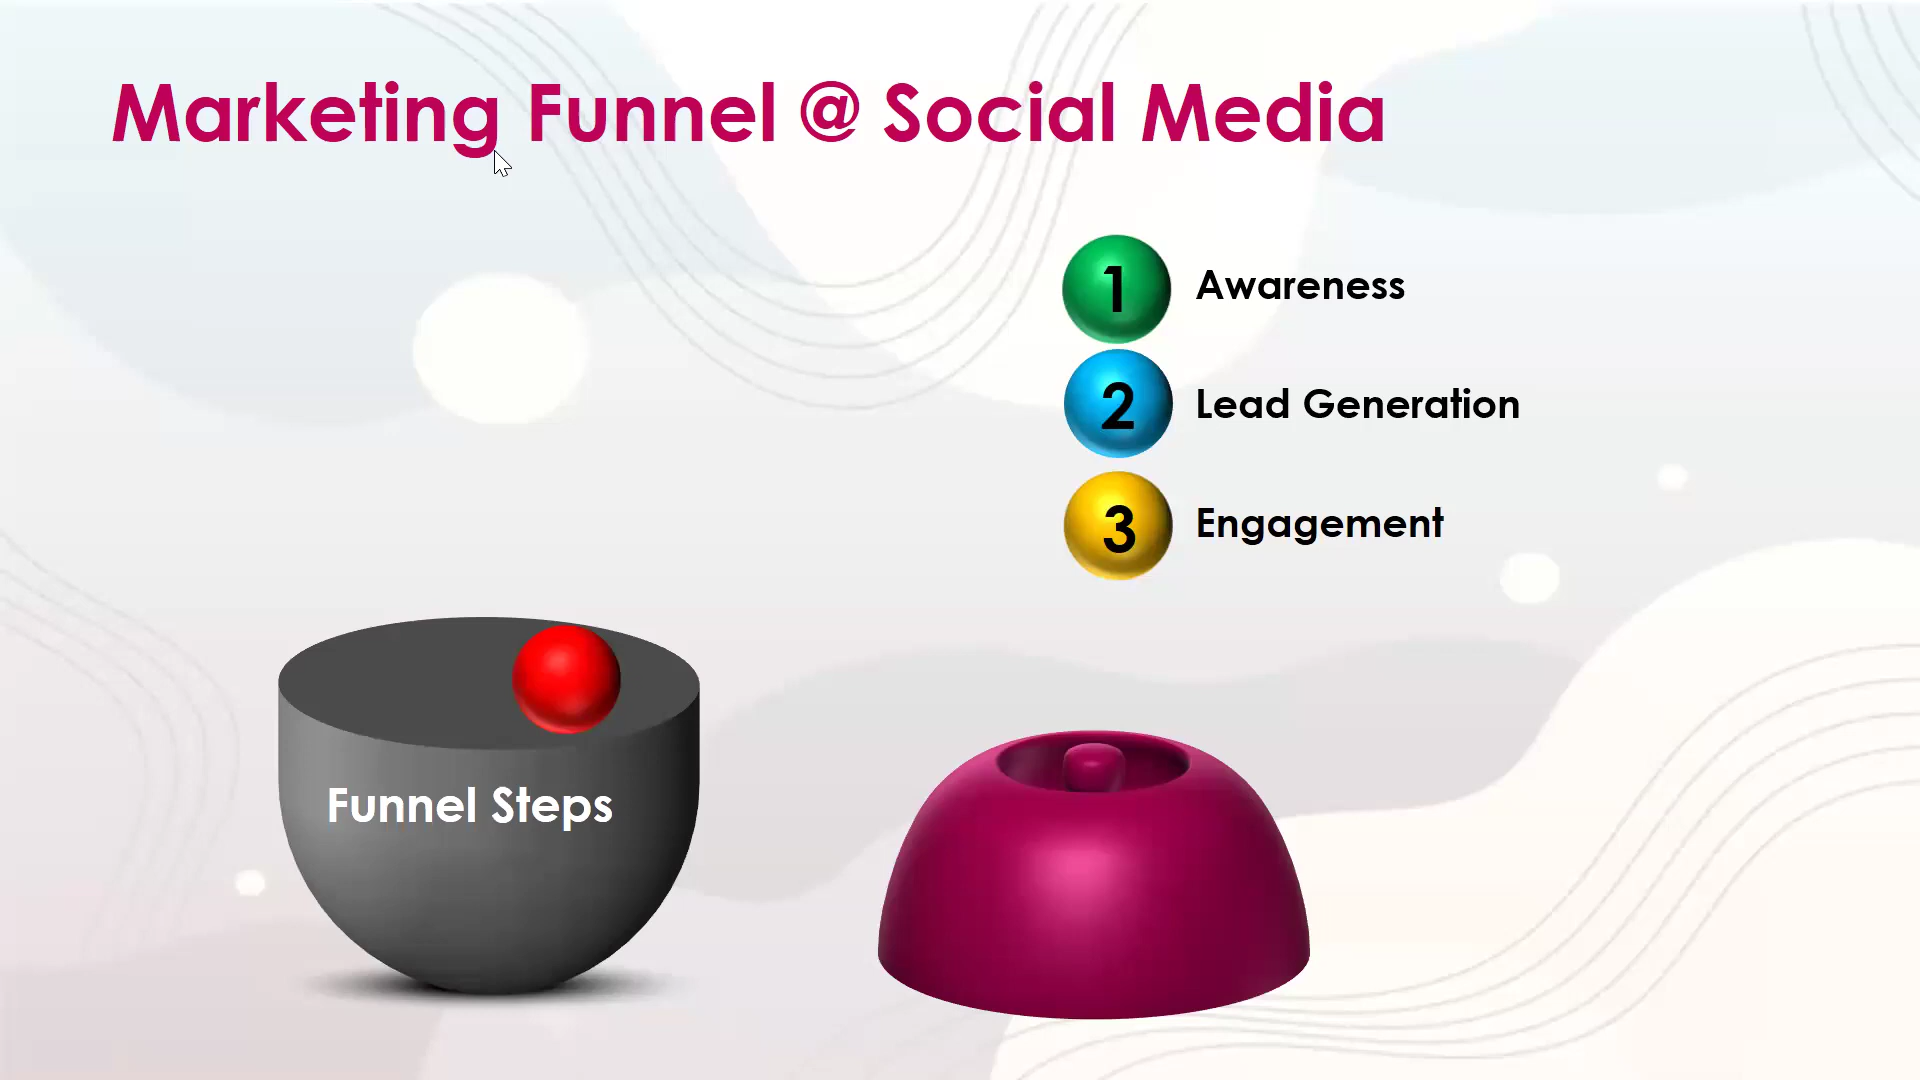 Marketing Funnel @ Social Media
1 Awareness
2 Lead Generation
3 Engagement
Funnel Steps